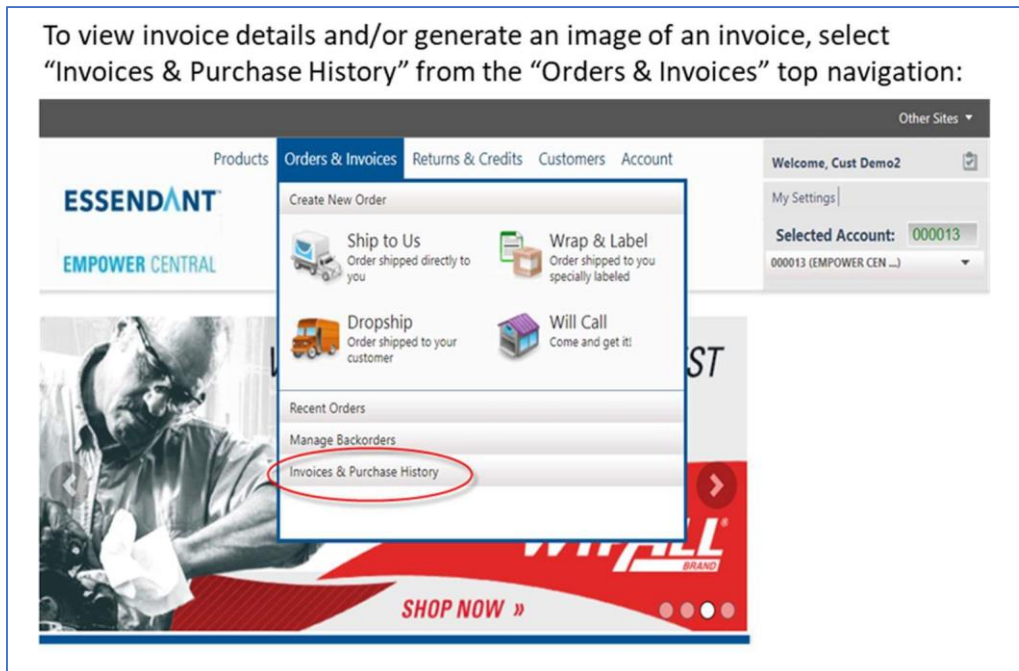 To view invoice details and/or generate an image of an invoice, select
“Invoices & Purchase History” from the “Orders & Invoices” top navigation:
Other Sites
Products Orders & Invoices Returns & Credits Customers Account
Welcome, Cust Demo2
ESSENDANT
EMPOWER CENTRAL
My Settings
Selected Account: 000013
000013 (EMPOWER CEN ...)
Create New Order
Ship to Us
Order shipped directly to
you
Wrap & Label
Order shipped to you
specially labeled
Dropship
Order shipped to your
customer
Will Call
Come and get it!
Recent Orders
Manage Backorders
Invoices & Purchase History
BRAND
SHOP NOW »